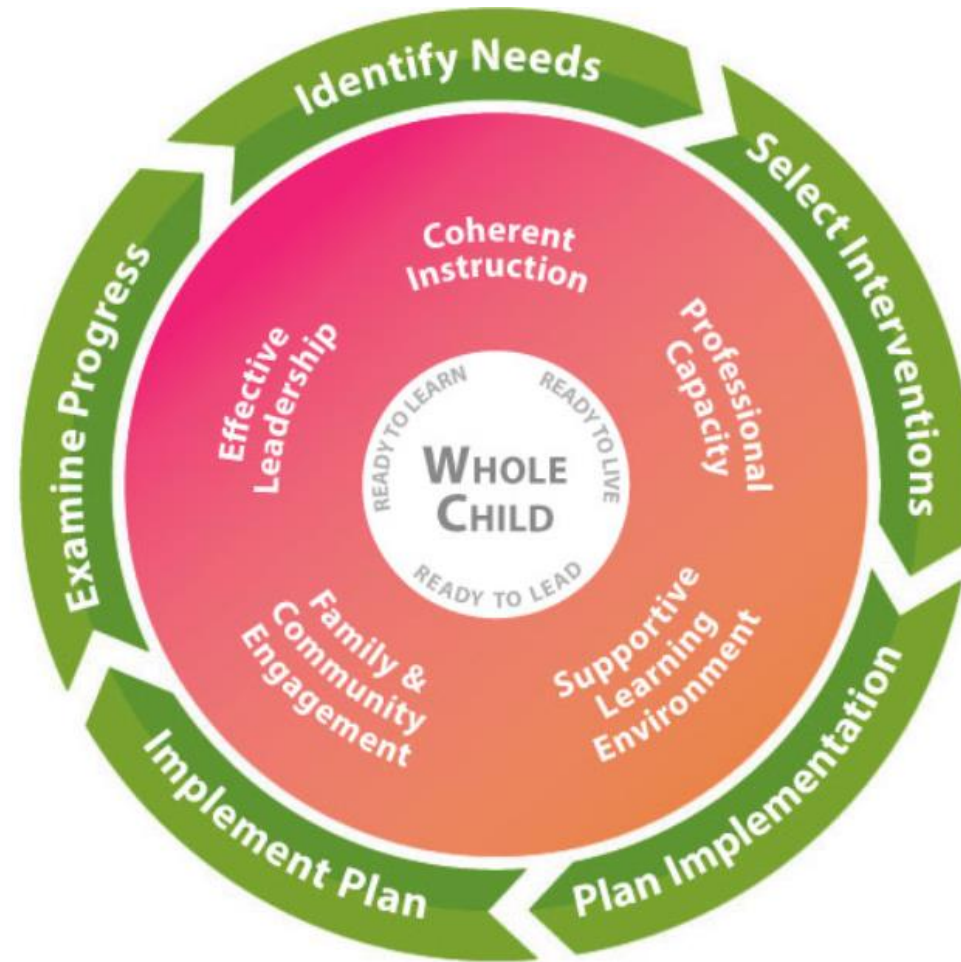 Identify Needs
Select Interventions
Plan Implementation
Implement Plan
Examine Progress
Coherent
Instruction
Professional
Capacity
Supportive
Learning
Environment
Family &
Community
Engagement
Effective
Leadership
READY TO LEARN
READY TO LIVE
READY TO LEAD
WHOLE
CHILD